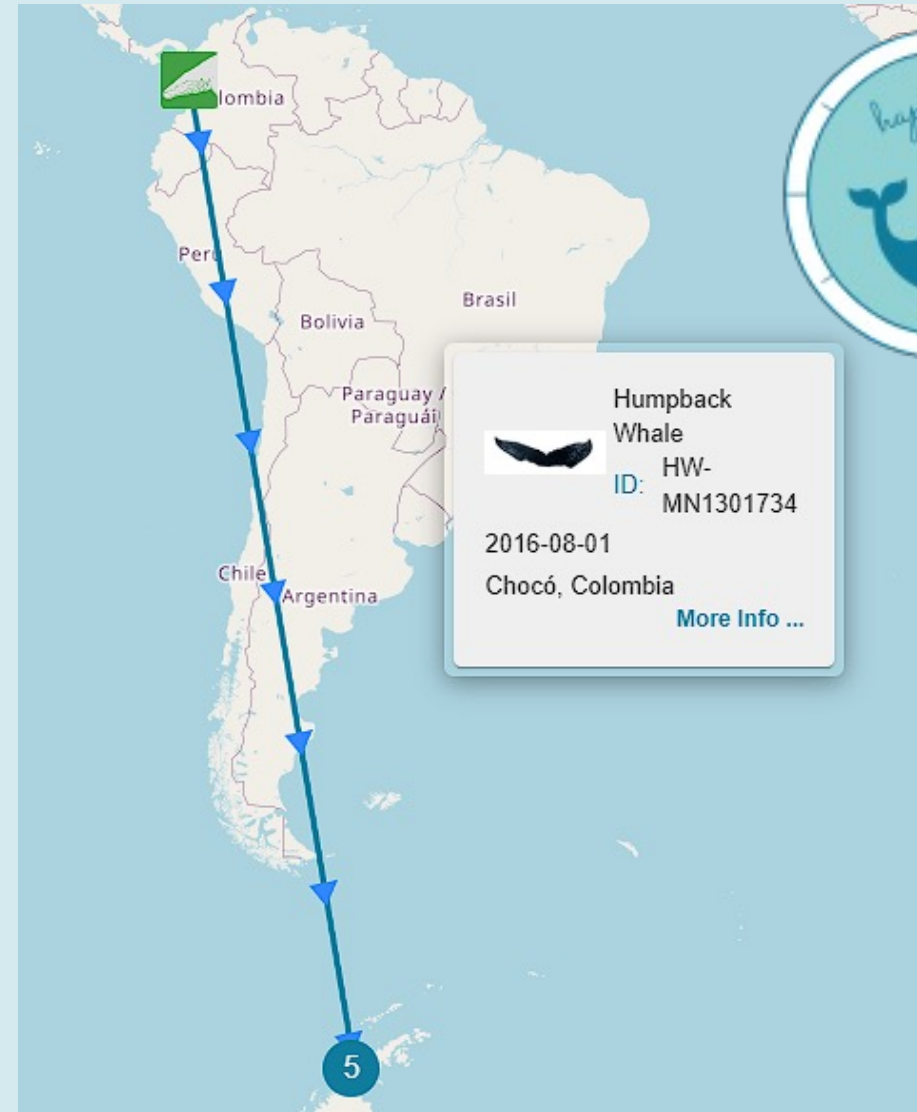 lombia
Peru
Brasil
Bolivia
Paraguay /
Paraguái
Chile
Argentina
Humpback
Whale
ID: HW-
MN1301734
2016-08-01
Chocó, Colombia
More Info ...
5